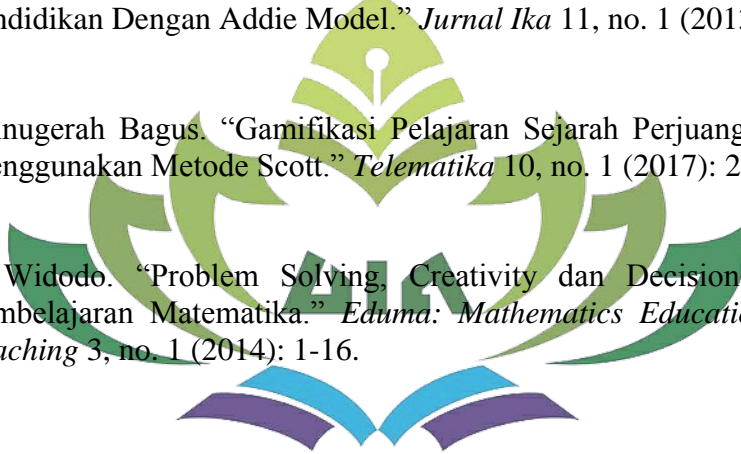 ndidikan Dengan Addie Model.” Jurnal Ika 11, no. 1 (2013
nugerah Bagus. “Gamifikasi Pelajaran Sejarah Perjuang
enggunakan Metode Scott.” Telematika 10, no. 1 (2017): 2
Widodo. “Problem Solving, Creativity dan Decision
mbelajaran Matematika.” Eduma: Mathematics Educatio
aching 3, no. 1 (2014): 1-16.